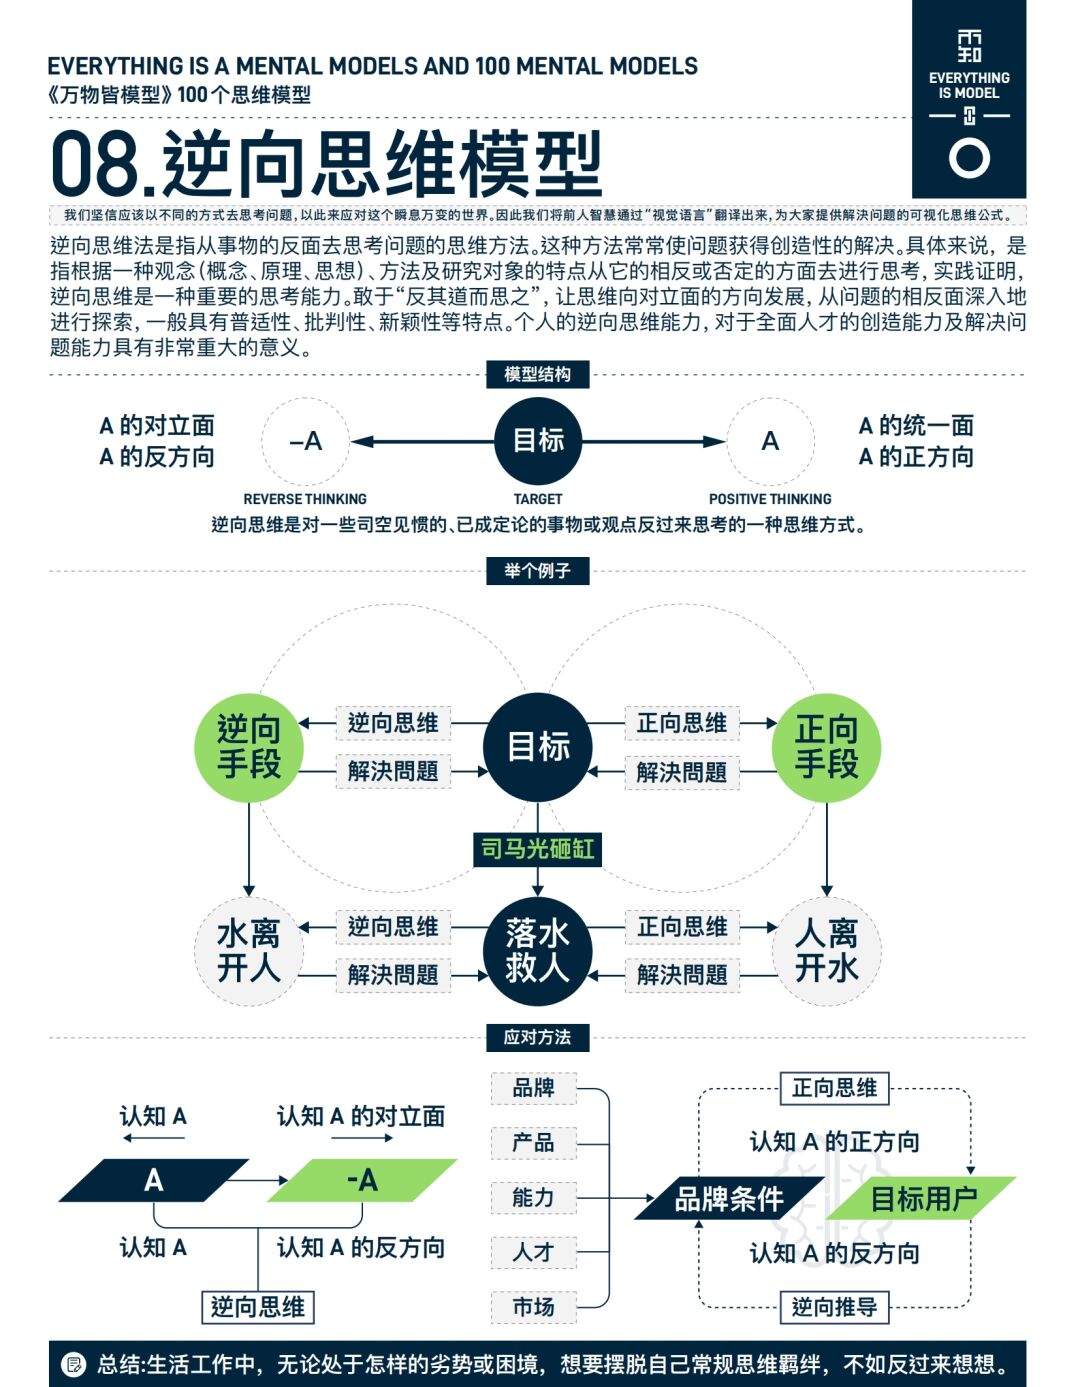 EVERYTHING IS A MENTAL MODELS AND 100 MENTAL MODELS
《万物皆模型》100个思维模型
EVERYTHING
IS MODEL
08.逆向思维模型
我们坚信应该以不同的方式去思考问题,以此来应对这个瞬息万变的世界。因此我们将前人智慧通过“视觉语言”翻译出来,为大家提供解决问题的可视化思维公式。
逆向思维法是指从事物的反面去思考问题的思维方法。这种方法常常使问题获得创造性的解决。具体来说，是
指根据一种观念(概念、原理、思想)、方法及研究对象的特点从它的相反或否定的方面去进行思考,实践证明,
逆向思维是一种重要的思考能力。敢于“反其道而思之”，让思维向对立面的方向发展,从问题的相反面深入地
进行探索,一般具有普适性、批判性、新颖性等特点。个人的逆向思维能力,对于全面人才的创造能力及解决问
题能力具有非常重大的意义。
模型结构
A 的对立面
A 的反方向
–A
目标
A
A 的统一面
A 的正方向
REVERSE THINKING
TARGET
POSITIVE THINKING
逆向思维是对一些司空见惯的、已成定论的事物或观点反过来思考的一种思维方式。
举个例子
逆向
手段
逆向思维
解決問題
目标
正向思维
解決問題
正向
手段
司马光砸缸
水离
开人
逆向思维
解決問題
落水
救人
正向思维
解決問題
人离
开水
应对方法
认知 A
认知 A 的对立面
A
-A
认知 A
认知 A 的反方向
逆向思维
品牌
产品
能力
人才
市场
正向思维
认知 A 的正方向
品牌条件
目标用户
认知 A 的反方向
逆向推导
总结:生活工作中，无论处于怎样的劣势或困境，想要摆脱自己常规思维羁绊，不如反过来想想。